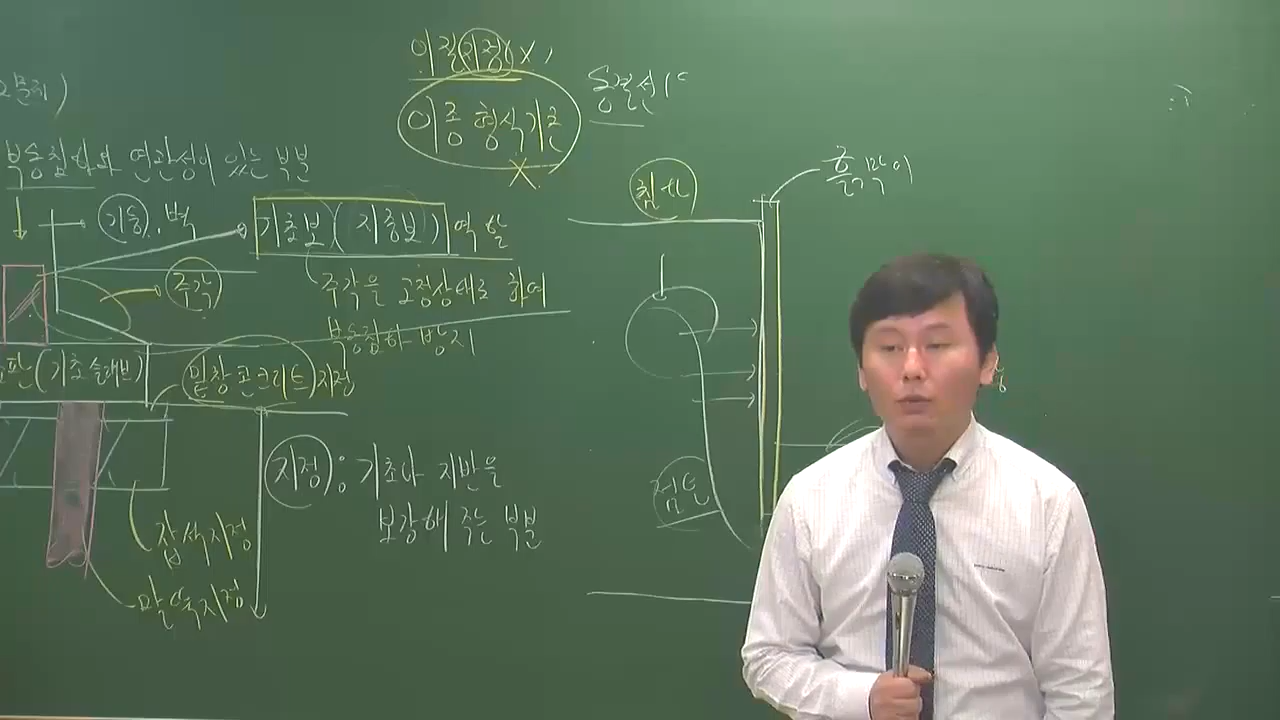 이질지정(X)
이종 형식기초
X
부동침하와 연관성이 있는 부분
기둥, 벽
기초보(지중보) 역할
주각
주각을 고정상태로 하여
부동침하 방지
판(기초슬래브)
밑창콘크리트 지정
지정: 기초나 지반을
보강해 주는 부분
잡석지정
말뚝지정
침하
흙막이
점토